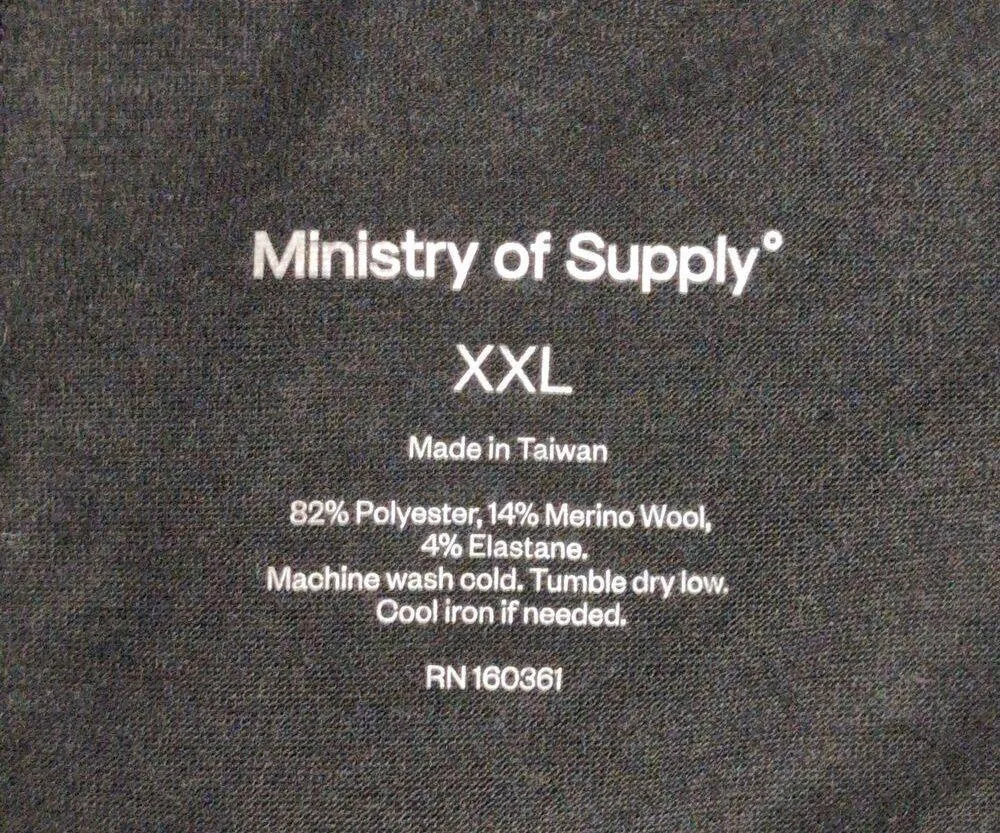 Ministry of Supply°
XXL
Made in Taiwan
82% Polyester, 14% Merino Wool,
4% Elastane.
Machine wash cold. Tumble dry low.
Cool iron if needed.
RN 160361